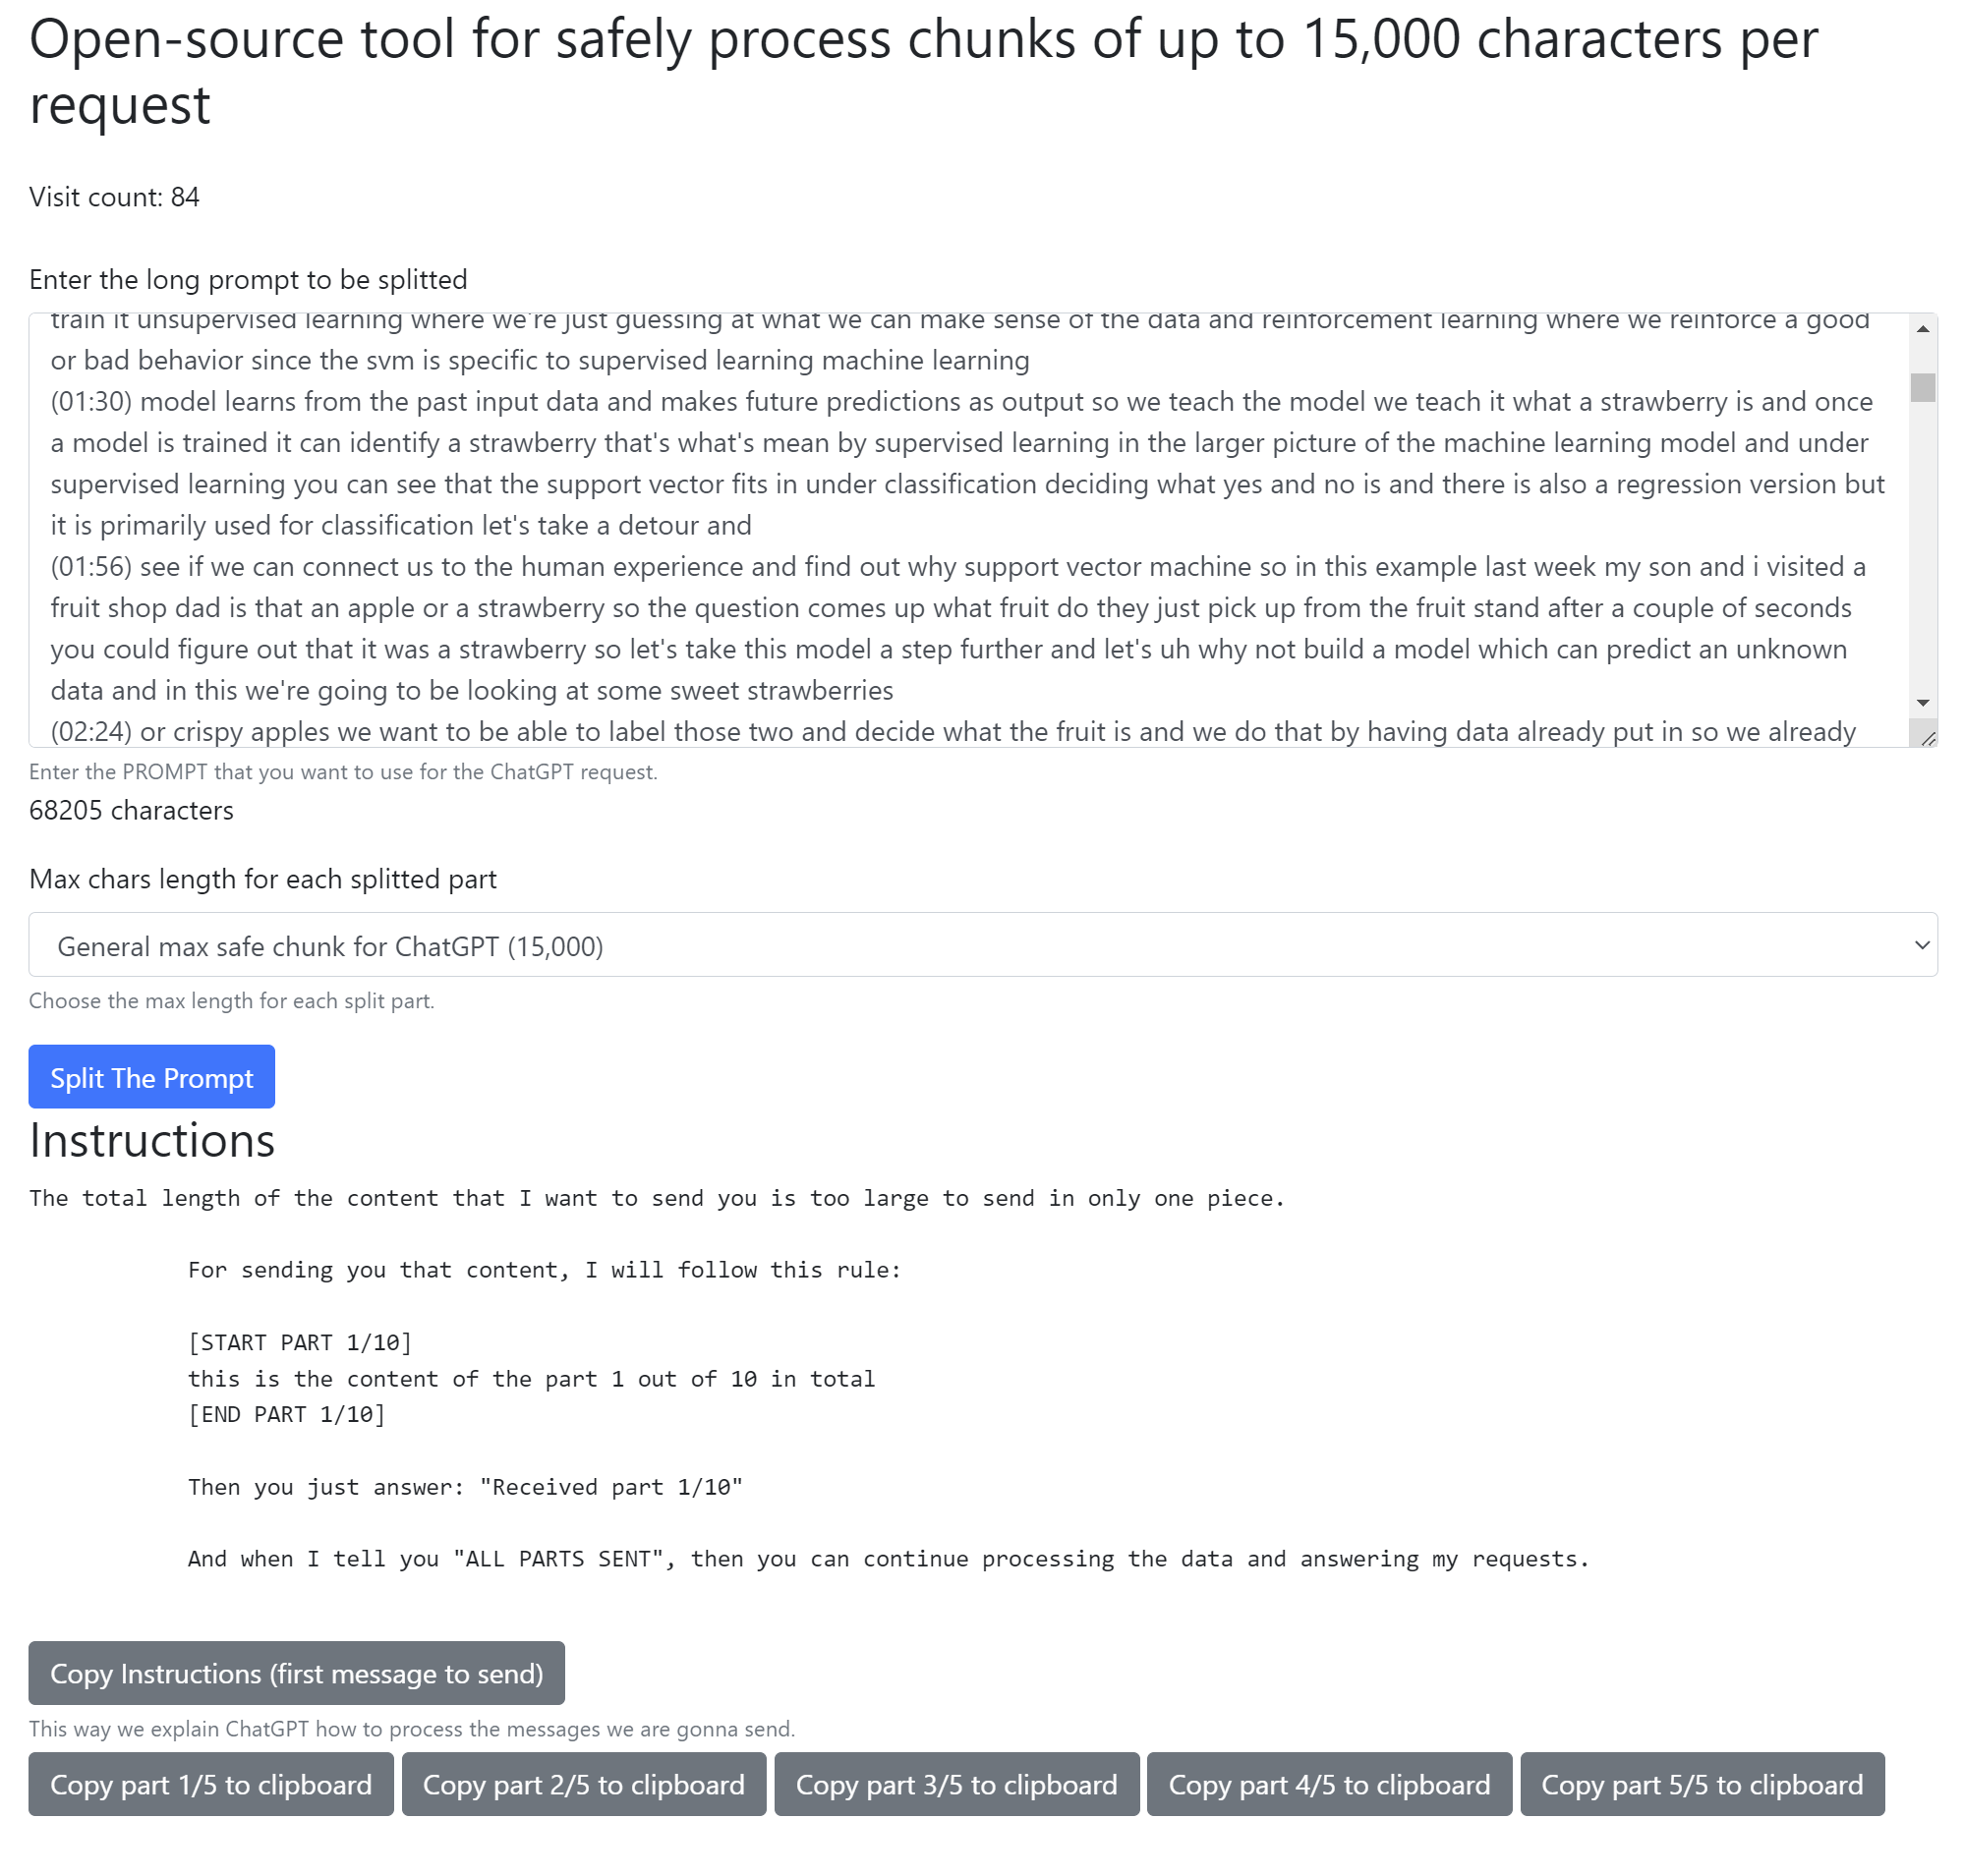 Open-source tool for safely process chunks of up to 15,000 characters per
request
Visit count: 84
Enter the long prompt to be splitted
train it unsupervised learning where we're just guessing at what we can make sense of the data and reinforcement learning where we reinforce a good
or bad behavior since the svm is specific to supervised learning machine learning
(01:30) model learns from the past input data and makes future predictions as output so we teach the model we teach it what a strawberry is and once
a model is trained it can identify a strawberry that's what's mean by supervised learning in the larger picture of the machine learning model and under
supervised learning you can see that the support vector fits in under classification deciding what yes and no is and there is also a regression version but
it is primarily used for classification let's take a detour and
(01:56) see if we can connect us to the human experience and find out why support vector machine so in this example last week my son and i visited a
fruit shop dad is that an apple or a strawberry so the question comes up what fruit do they just pick up from the fruit stand after a couple of seconds
you could figure out that it was a strawberry so let's take this model a step further and let's uh why not build a model which can predict an unknown
data and in this we're going to be looking at some sweet strawberries
(02:24) or crispy apples we want to be able to label those two and decide what the fruit is and we do that by having data already put in so we already
Enter the PROMPT that you want to use for the ChatGPT request.
68205 characters
Max chars length for each splitted part
General max safe chunk for ChatGPT (15,000)
Choose the max length for each split part.
Split The Prompt
Instructions
The total length of the content that I want to send you is too large to send in only one piece.
For sending you that content, I will follow this rule:
[START PART 1/10]
this is the content of the part 1 out of 10 in total
[END PART 1/10]
Then you just answer: "Received part 1/10"
And when I tell you "ALL PARTS SENT", then you can continue processing the data and answering my requests.
Copy Instructions (first message to send)
This way we explain ChatGPT how to process the messages we are gonna send.
Copy part 1/5 to clipboard Copy part 2/5 to clipboard Copy part 3/5 to clipboard Copy part 4/5 to clipboard Copy part 5/5 to clipboard